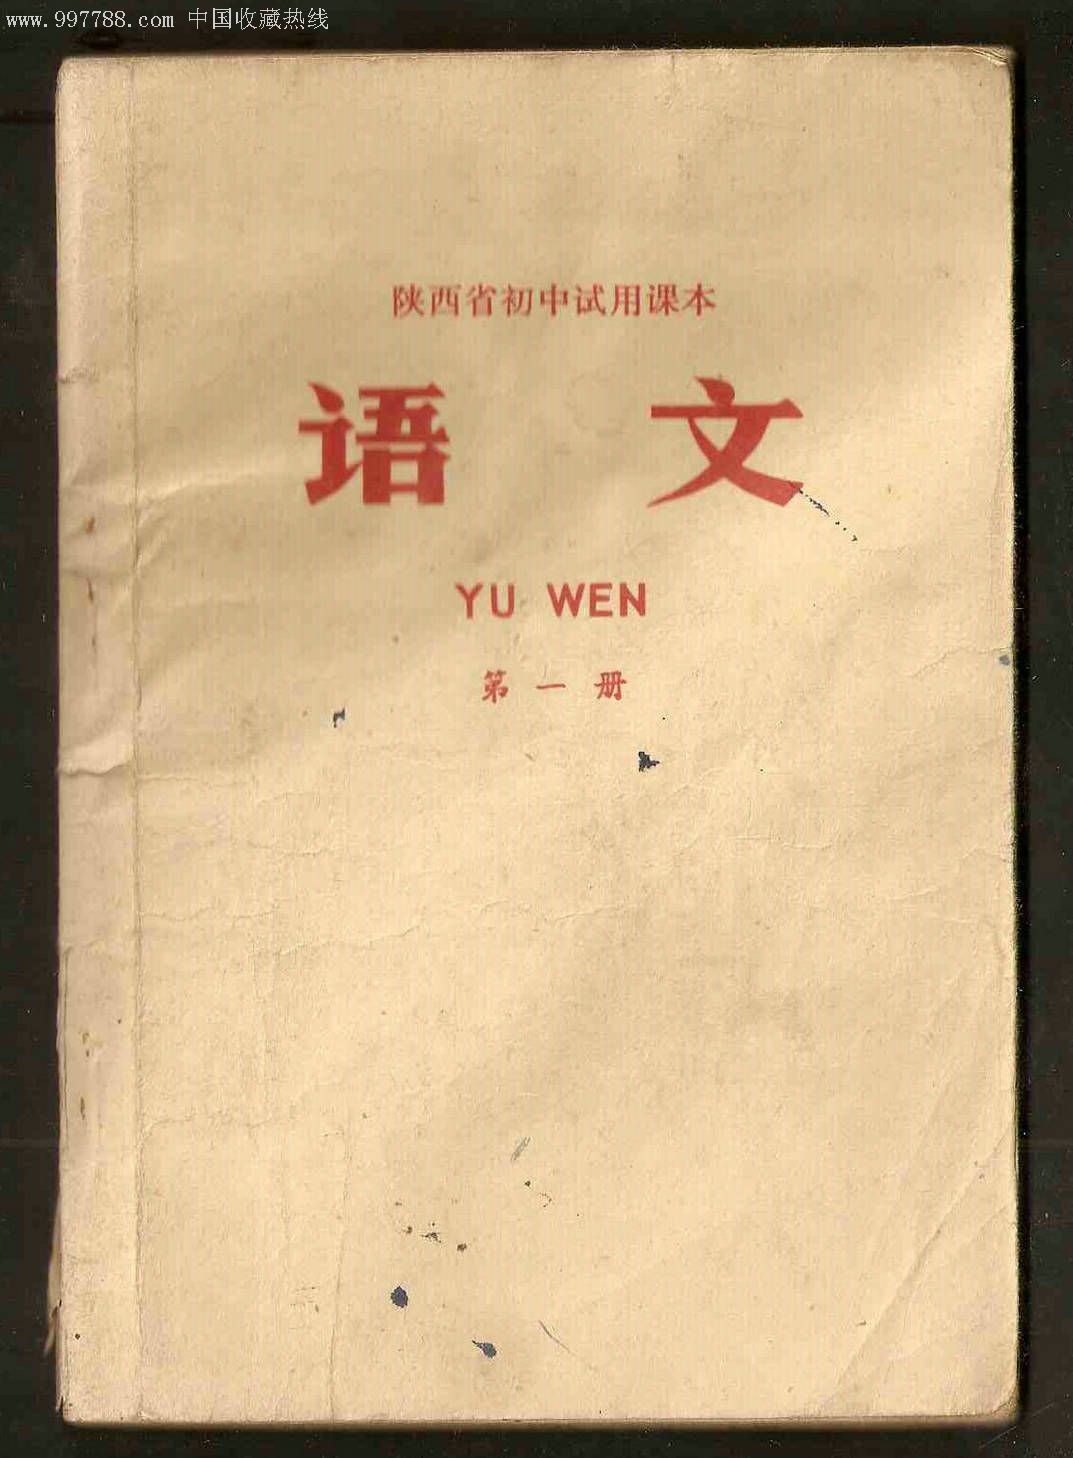 www.997788.com 中国收藏热线
陕西省初中试用课本
语 文
YU WEN
第一册